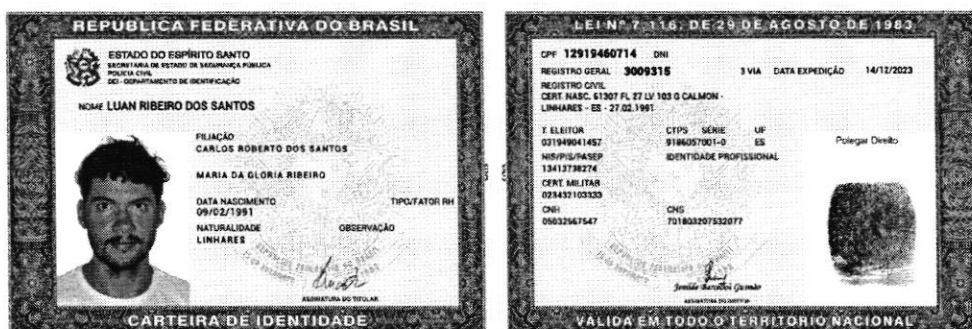 REPÚBLICA FEDERATIVA DO BRASIL
ESTADO DO ESPÍRITO SANTO
SECRETARIA DE ESTADO DE SEGURANÇA PÚBLICA
POLÍCIA CIVIL
DEI - DEPARTAMENTO DE IDENTIFICAÇÃO
NOME LUAN RIBEIRO DOS SANTOS
FILIAÇÃO
CARLOS ROBERTO DOS SANTOS
MARIA DA GLORIA RIBEIRO
DATA NASCIMENTO TIPO/FATOR RH
09/02/1991
NATURALIDADE OBSERVAÇÃO
LINHARES
ASSINATURA DO TITULAR
CARTEIRA DE IDENTIDADE
LEI Nº 7.116, DE 29 DE AGOSTO DE 1983
CPF 12919460714 DNI
REGISTRO GERAL 3009315 3 VIA DATA EXPEDIÇÃO 14/12/2023
REGISTRO CIVIL
CERT. NASC. 61307 FL 27 LV 103 G CALMON -
LINHARES - ES - 27.02.1991
T. ELEITOR CTPS SÉRIE UF
031949041457 9186057001-0 ES
NIS/PIS/PASEP IDENTIDADE PROFISSIONAL
13413738274
CERT. MILITAR
023432103333
CNH CNS
05032567547 701803207532077
Polegar Direito
ASSINATURA DO DIRETOR
VÁLIDA EM TODO O TERRITÓRIO NACIONAL